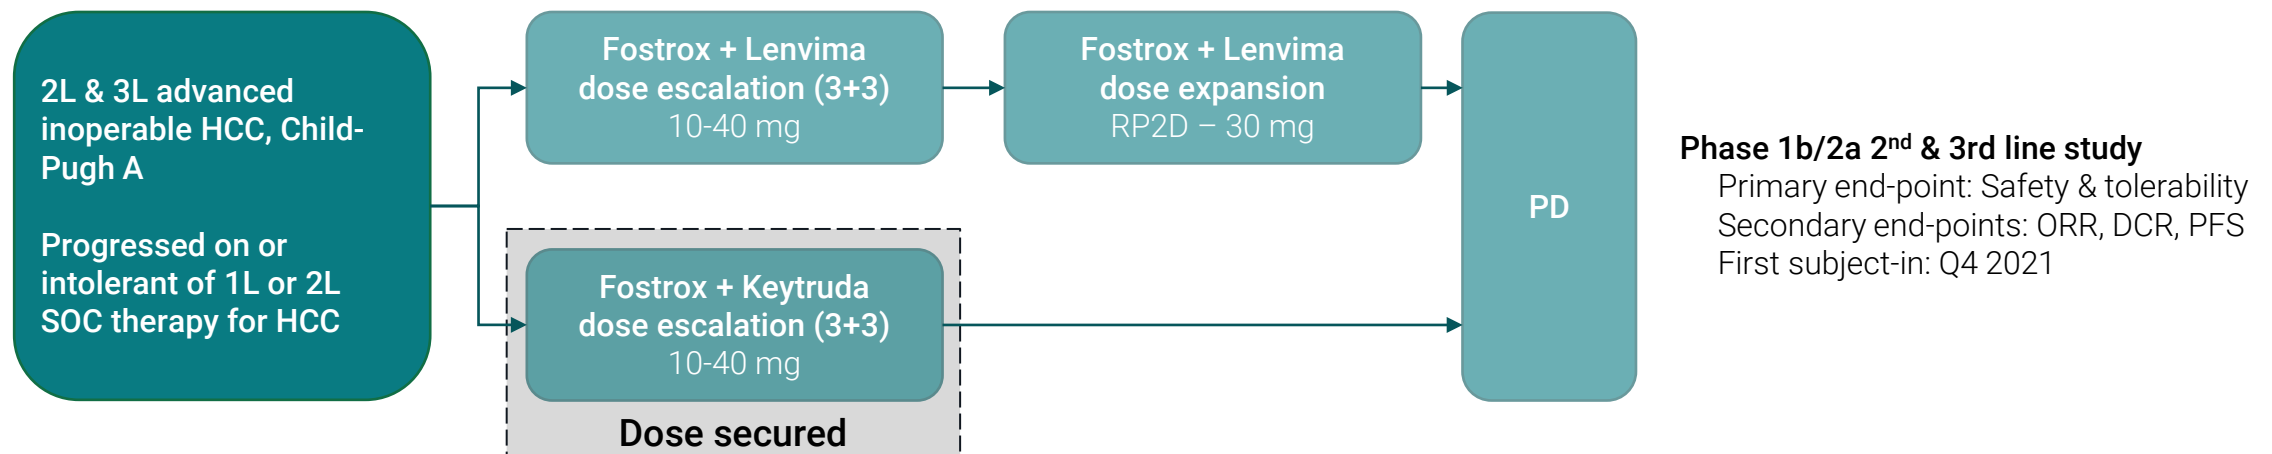 2L & 3L advanced
inoperable HCC, Child-
Pugh A
Progressed on or
intolerant of 1L or 2L
SOC therapy for HCC
Fostrox + Lenvima
dose escalation (3+3)
10-40 mg
Fostrox + Lenvima
dose expansion
RP2D – 30 mg
Fostrox + Keytruda
dose escalation (3+3)
10-40 mg
Dose secured
PD
Phase 1b/2a 2nd & 3rd line study
Primary end-point: Safety & tolerability
Secondary end-points: ORR, DCR, PFS
First subject-in: Q4 2021